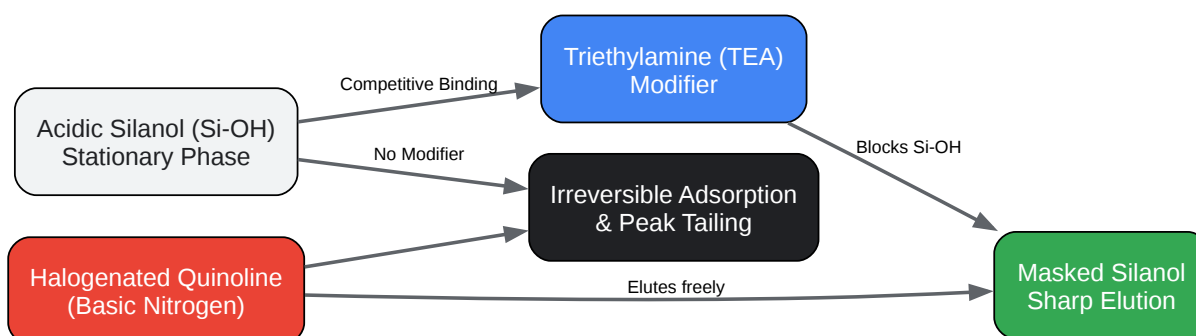 Triethylamine (TEA)
Modifier
Competitive Binding
Acidic Silanol (Si-OH)
Stationary Phase
No Modifier
Blocks Si-OH
Irreversible Adsorption
& Peak Tailing
Halogenated Quinoline
(Basic Nitrogen)
Elutes freely
Masked Silanol
Sharp Elution